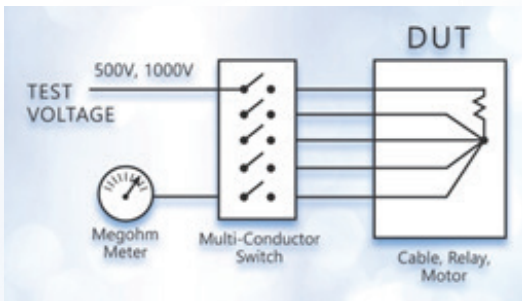 DUT
500V, 1000V
TEST
VOLTAGE
Megohm
Meter
Multi-Conductor
Switch
Cable, Relay,
Motor